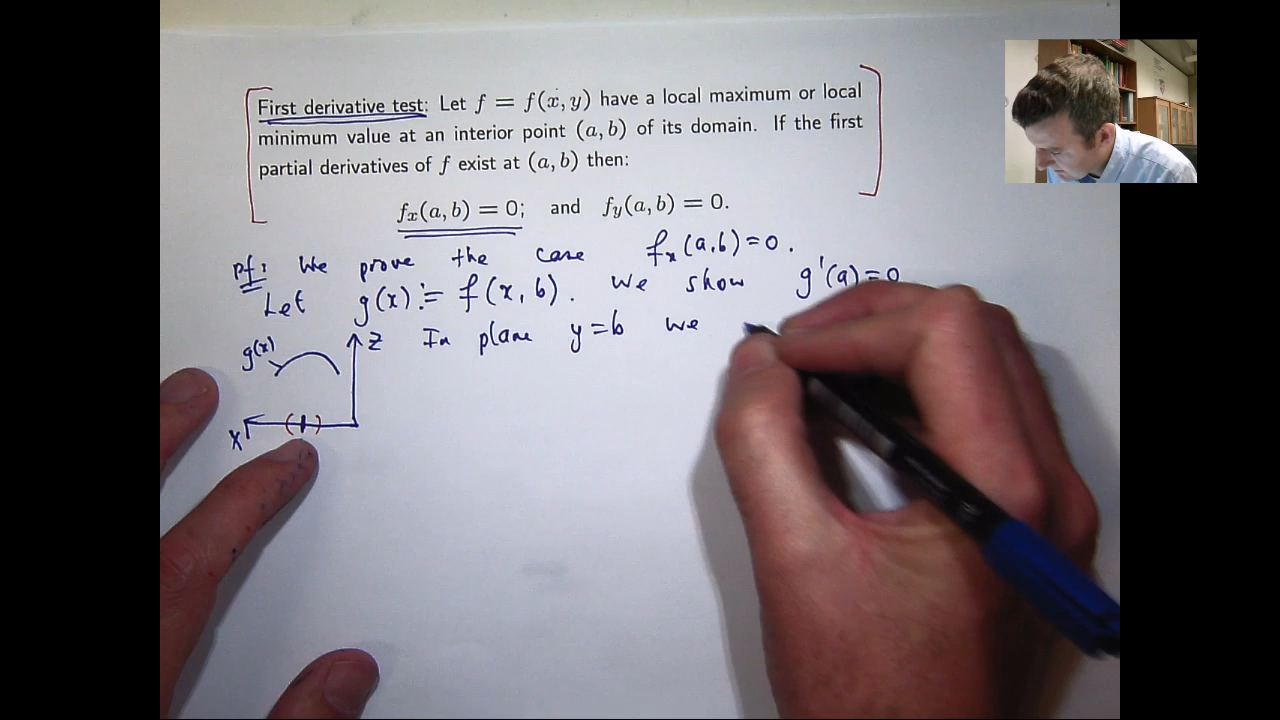 First derivative test: Let f = f(x, y) have a local maximum or local
minimum value at an interior point (a, b) of its domain. If the first
partial derivatives of f exist at (a, b) then:
fx(a, b) = 0; and fy(a, b) = 0.
pf: We prove the case fx(a,b)=0.
Let g(x) := f(x, b). We show g'(a)=0
In plane y=b we
g(x)
z
x